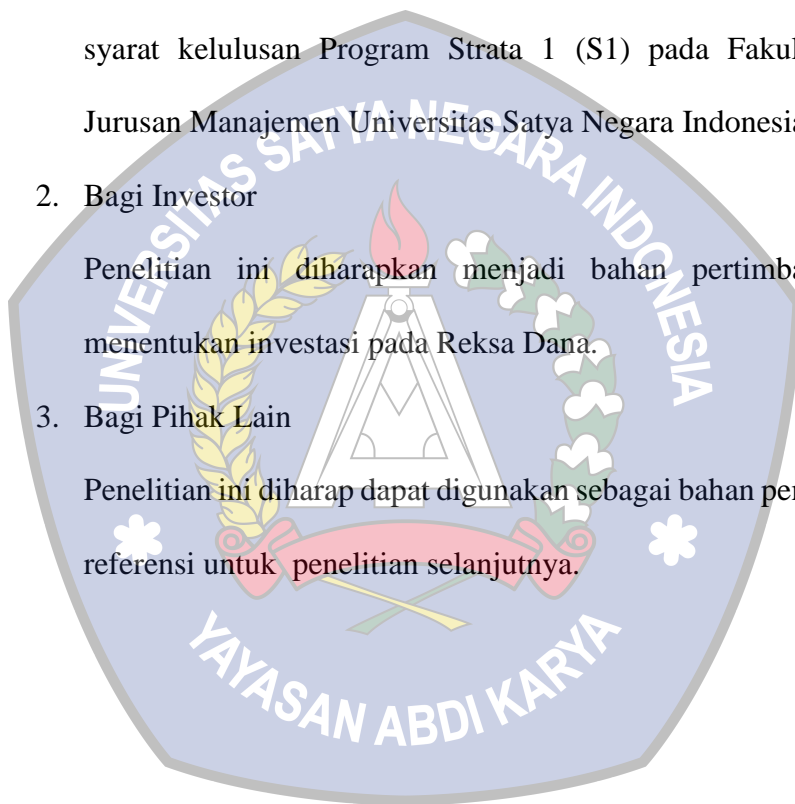 syarat kelulusan Program Strata 1 (S1) pada Fakul
Jurusan Manajemen Universitas Satya Negara Indonesia
2. Bagi Investor
Penelitian ini diharapkan menjadi bahan pertimba
menentukan investasi pada Reksa Dana.
3. Bagi Pihak Lain
Penelitian ini diharap dapat digunakan sebagai bahan per
referensi untuk penelitian selanjutnya.
UNIVERSITAS SATYA NEGARA INDONESIA
YAYASAN ABDI KARYA